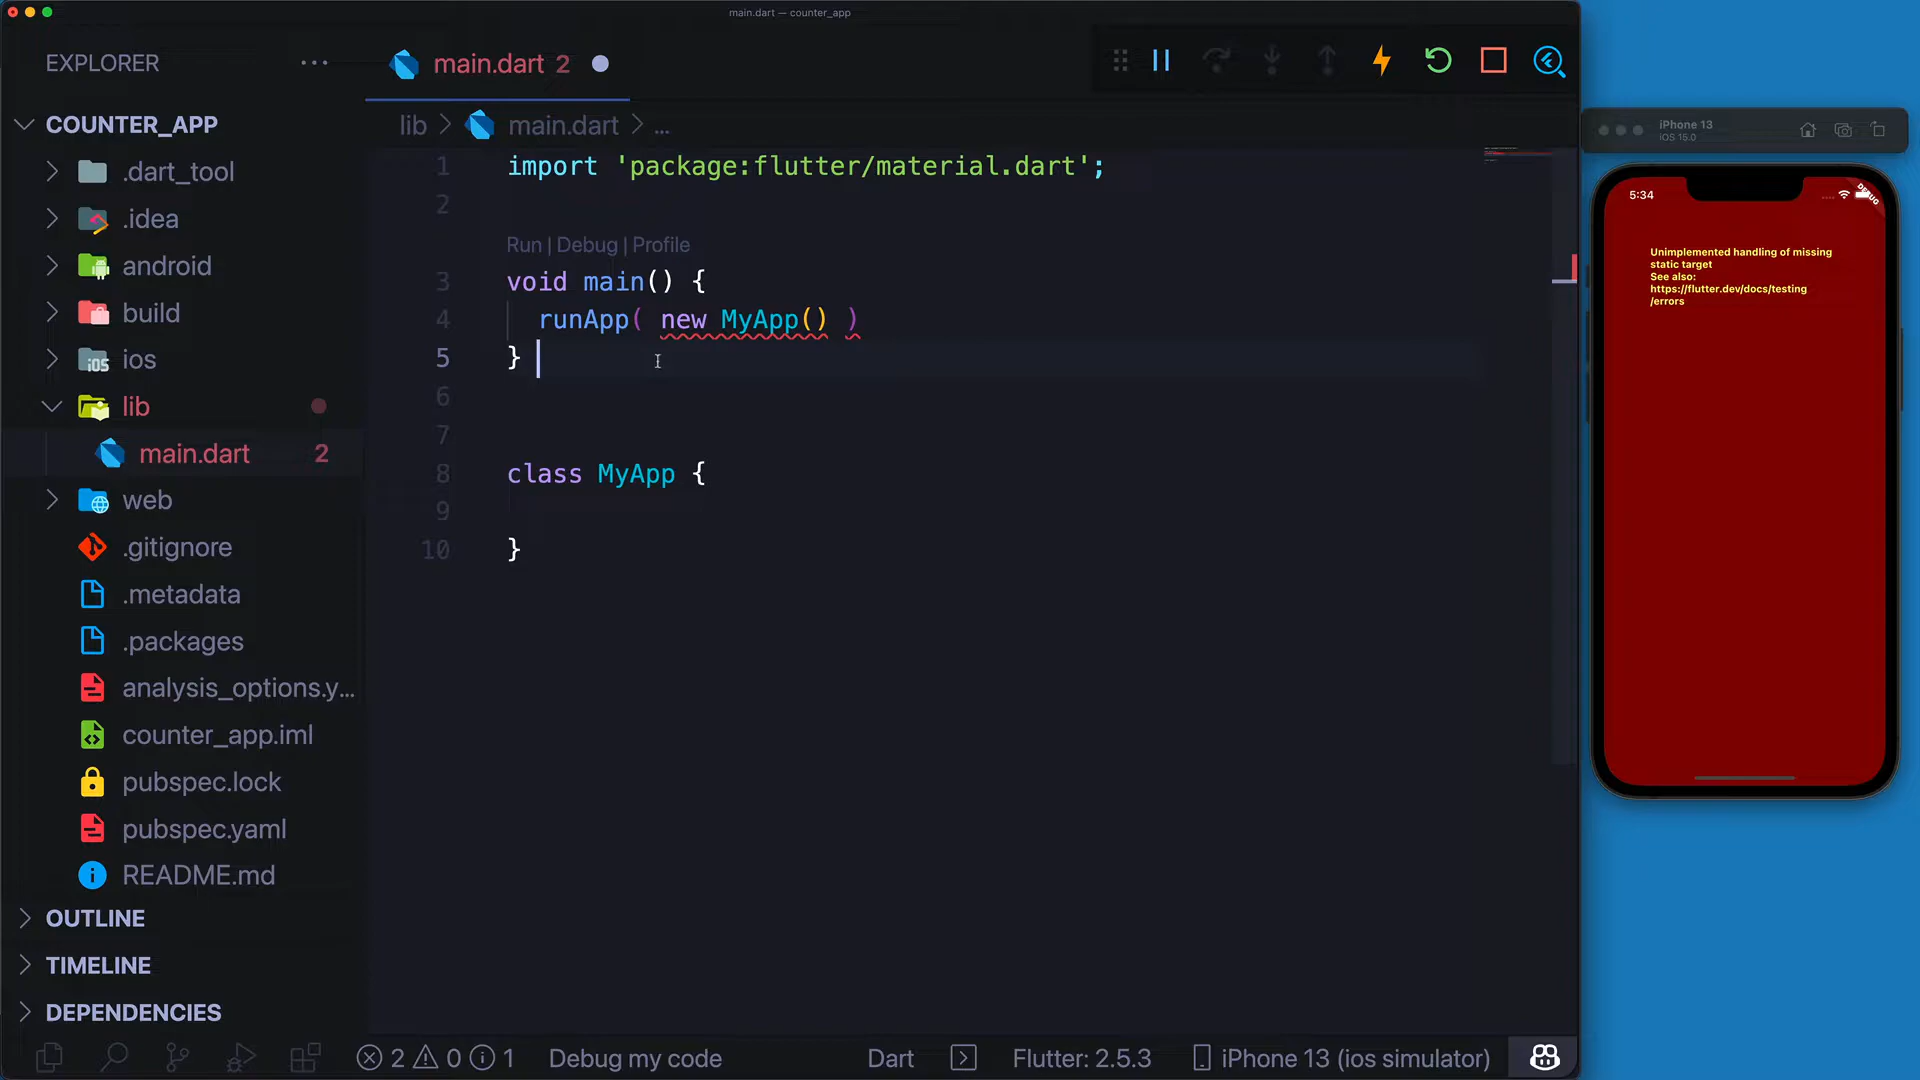 main.dart — counter_app
EXPLORER
main.dart 2
COUNTER_APP
lib > main.dart > ...
.dart_tool
.idea
android
build
ios
lib
main.dart 2
web
.gitignore
.metadata
.packages
analysis_options.y...
counter_app.iml
pubspec.lock
pubspec.yaml
README.md
OUTLINE
TIMELINE
DEPENDENCIES
1 import 'package:flutter/material.dart';
2
Run | Debug | Profile
3 void main() {
4 runApp( new MyApp() )
5 }
6
7
8 class MyApp {
9
10 }
2 0 1 Debug my code Dart Flutter: 2.5.3 iPhone 13 (ios simulator)
iPhone 13
iOS 15.0
5:34
DEBUG
Unimplemented handling of missing
static target
See also:
https://flutter.dev/docs/testing
/errors